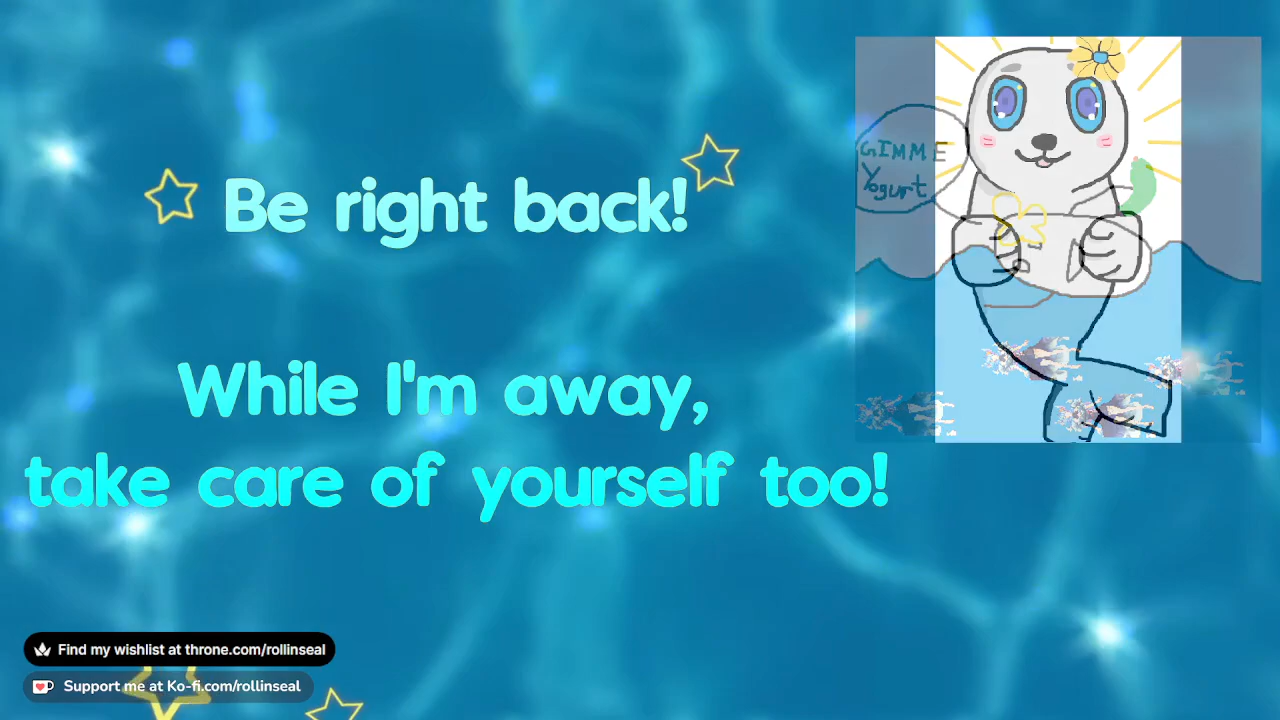 Be right back!
GIMME
Yogurt
While I'm away,
take care of yourself too!
Find my wishlist at throne.com/rollinseal
Support me at Ko-fi.com/rollinseal